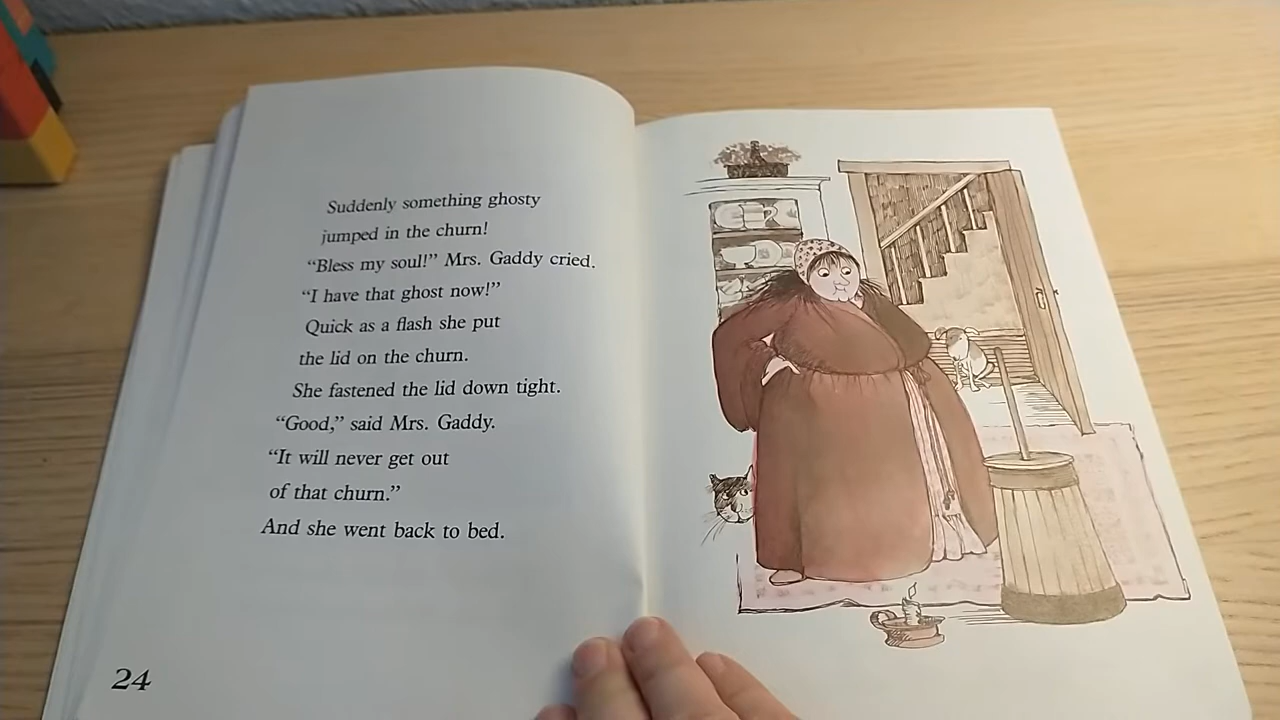 Suddenly something ghosty
jumped in the churn!
“Bless my soul!” Mrs. Gaddy cried.
“I have that ghost now!”
Quick as a flash she put
the lid on the churn.
She fastened the lid down tight.
“Good,” said Mrs. Gaddy.
“It will never get out
of that churn.”
And she went back to bed.
24